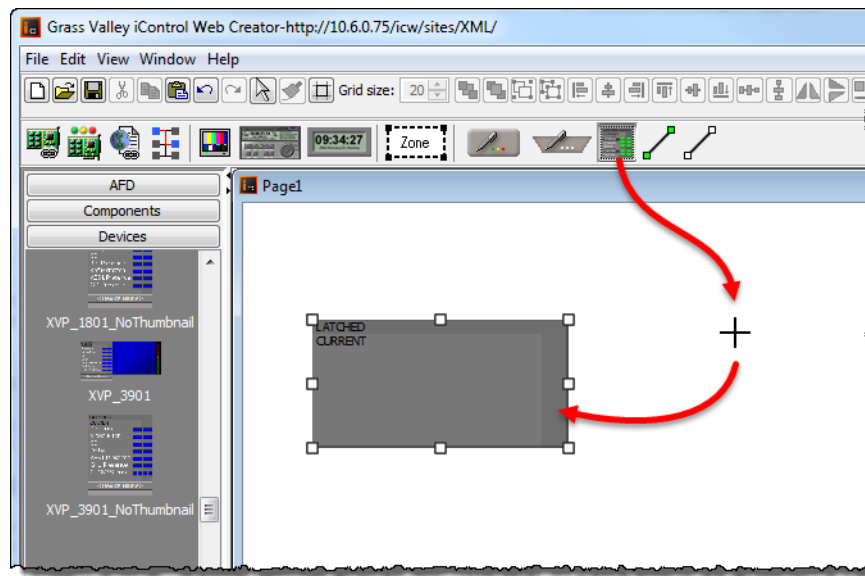 Grass Valley iControl Web Creator-http://10.6.0.75/icw/sites/XML/
File Edit View Window Help
Grid size: 20
09:34:27
Zone
AFD
Components
Devices
XVP_1801_NoThumbnail
XVP_3901
XVP_3901_NoThumbnail
Page1
LATCHED
CURRENT